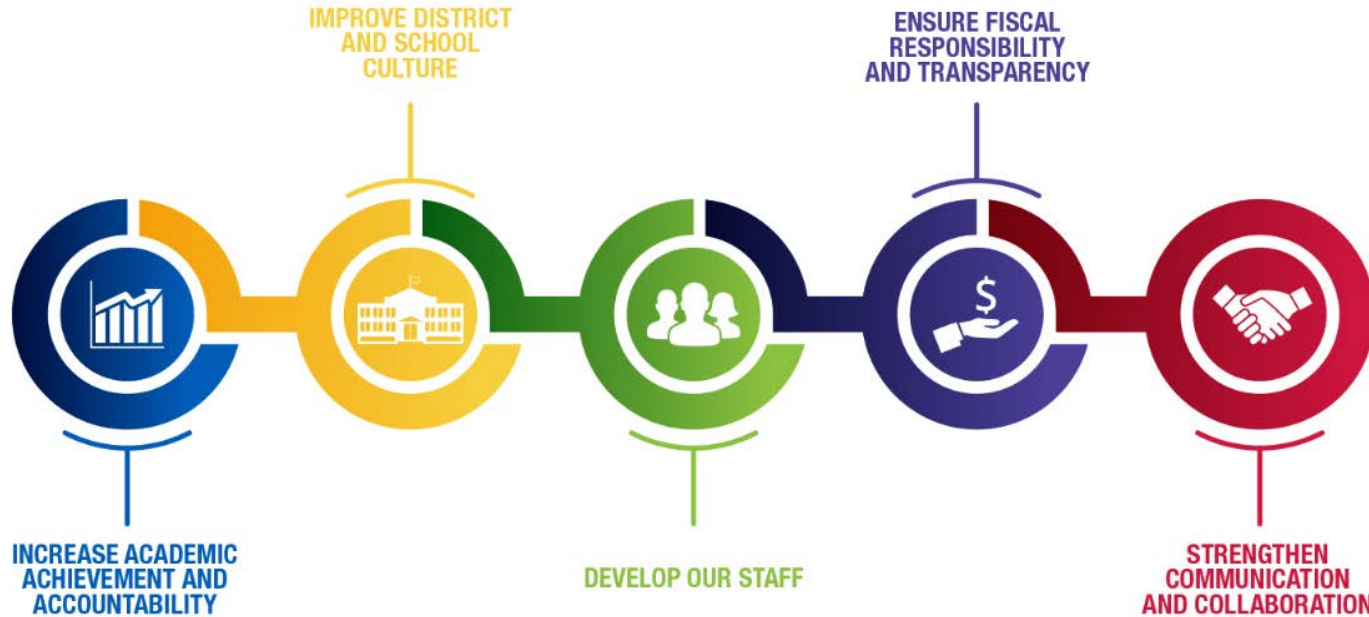 IMPROVE DISTRICT
AND SCHOOL
CULTURE
ENSURE FISCAL
RESPONSIBILITY
AND TRANSPARENCY
$
INCREASE ACADEMIC
ACHIEVEMENT AND
ACCOUNTABILITY
DEVELOP OUR STAFF
STRENGTHEN
COMMUNICATION
AND COLLABORATION